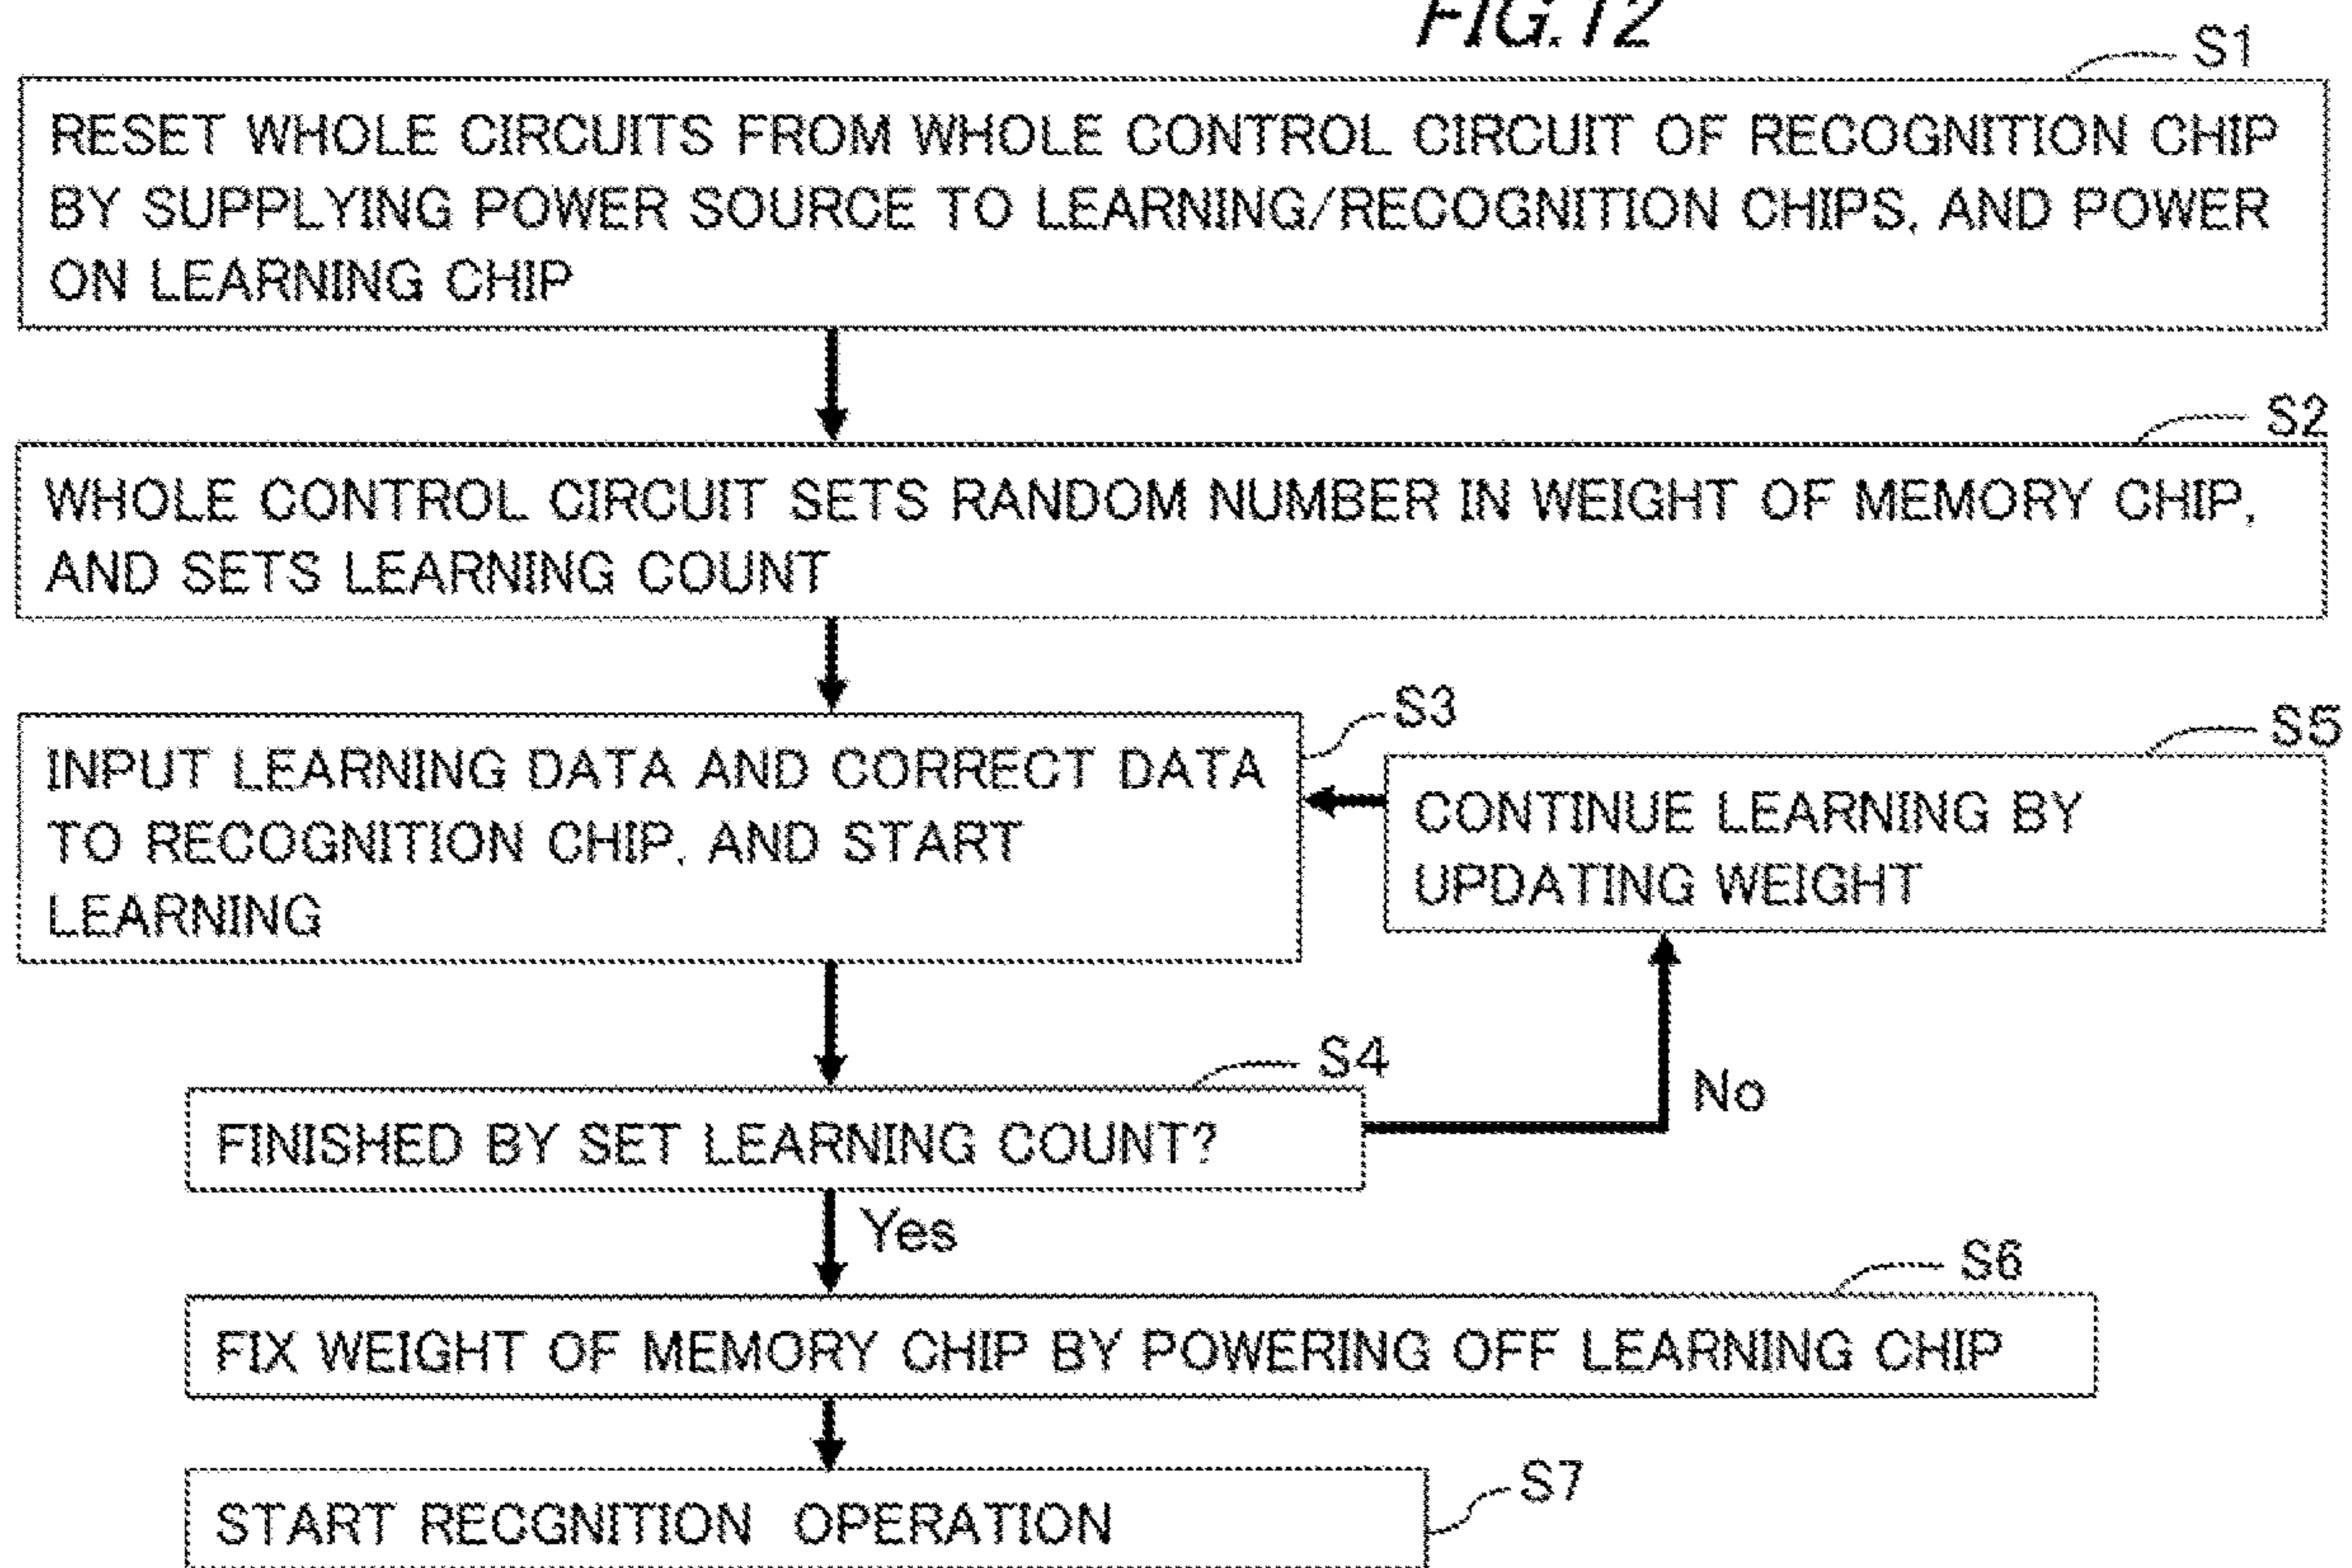 FIG.12
S1
RESET WHOLE CIRCUITS FROM WHOLE CONTROL CIRCUIT OF RECOGNITION CHIP
BY SUPPLYING POWER SOURCE TO LEARNING/RECOGNITION CHIPS, AND POWER
ON LEARNING CHIP
S2
WHOLE CONTROL CIRCUIT SETS RANDOM NUMBER IN WEIGHT OF MEMORY CHIP,
AND SETS LEARNING COUNT
S3
INPUT LEARNING DATA AND CORRECT DATA
TO RECOGNITION CHIP, AND START
LEARNING
S5
CONTINUE LEARNING BY
UPDATING WEIGHT
S4
FINISHED BY SET LEARNING COUNT?
No
Yes
S6
FIX WEIGHT OF MEMORY CHIP BY POWERING OFF LEARNING CHIP
S7
START RECGNITION OPERATION